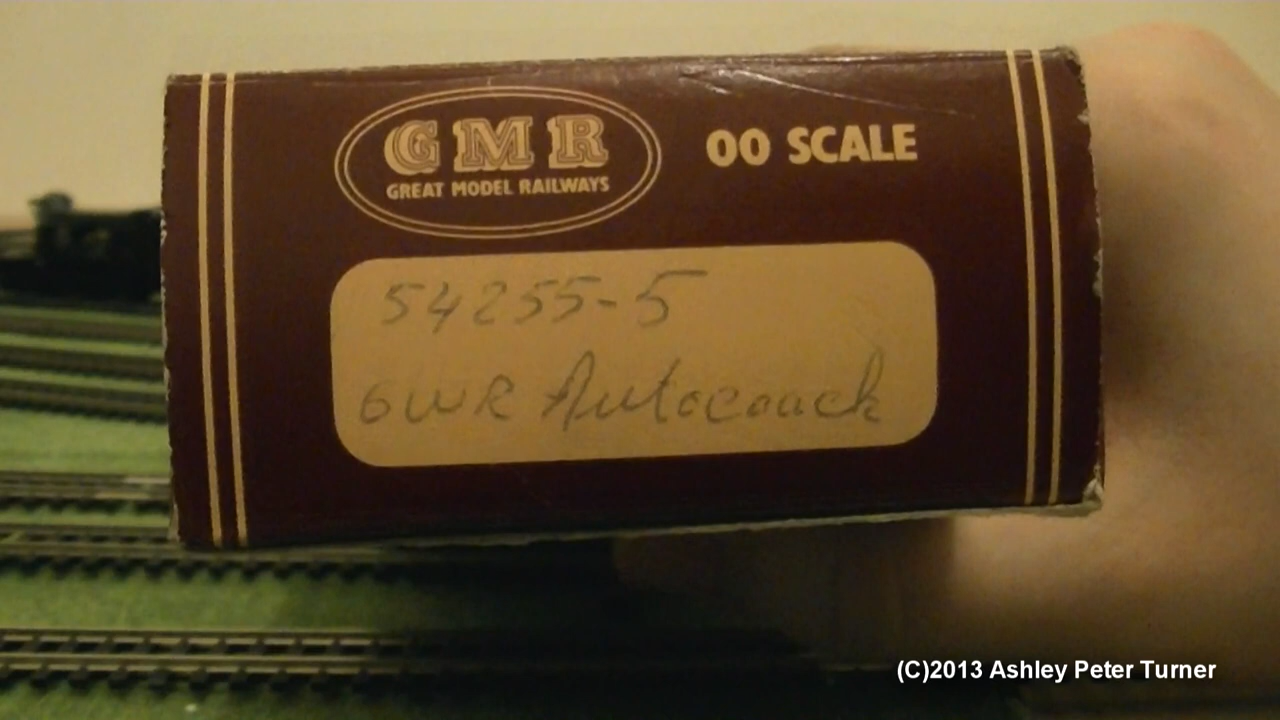 GMR
GREAT MODEL RAILWAYS
OO SCALE
54255-5
GWR Autocoach
(C)2013 Ashley Peter Turner